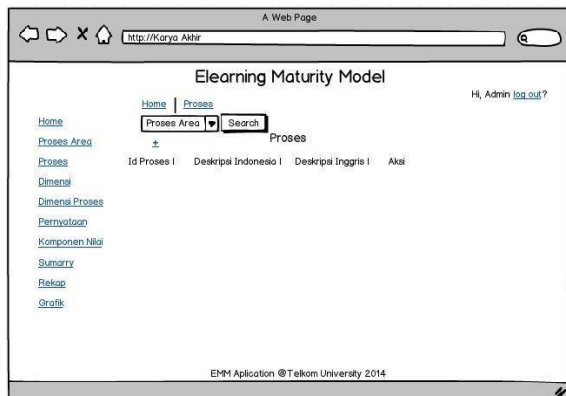 A Web Page
http://Karya Akhir
Elearning Maturity Model
Hi, Admin log out?
Home | Proses
Home
Proses Area Search
Proses Area
+
Proses
Proses
Id Proses | Deskripsi Indonesia | Deskripsi Inggris | Aksi
Dimensi
Dimensi Proses
Pernyataan
Komponen Nilai
Sumarry
Rekap
Grafik
EMM Aplication @Telkom University 2014